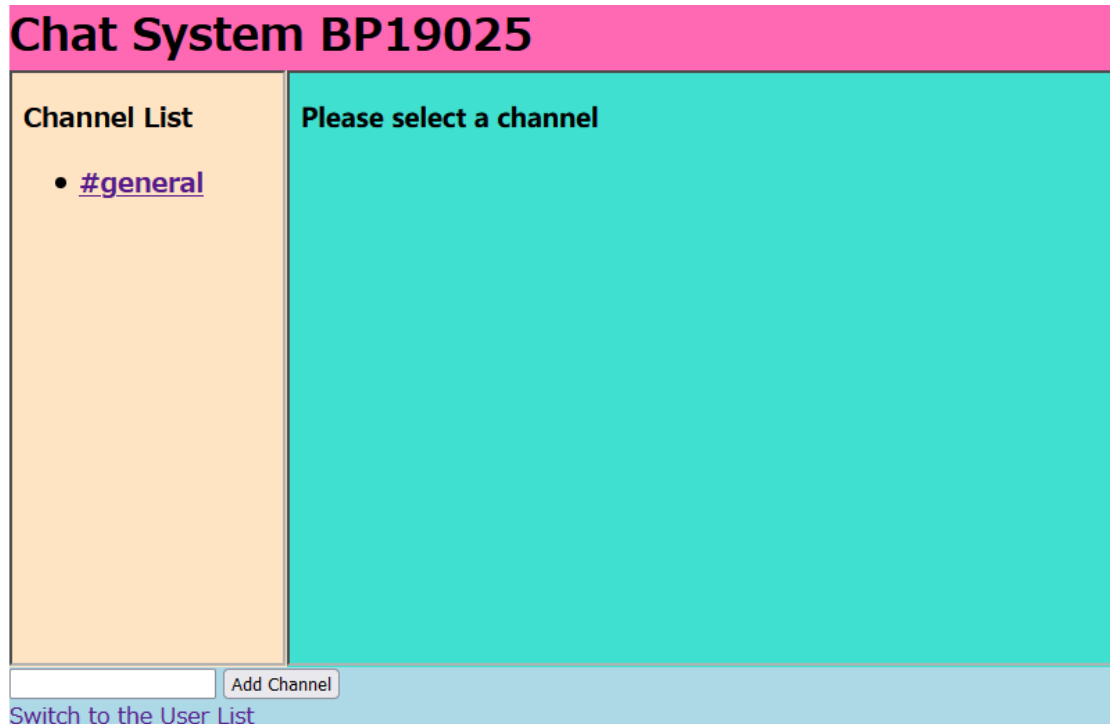 Chat System BP19025
Channel List
#general
Please select a channel
Add Channel
Switch to the User List